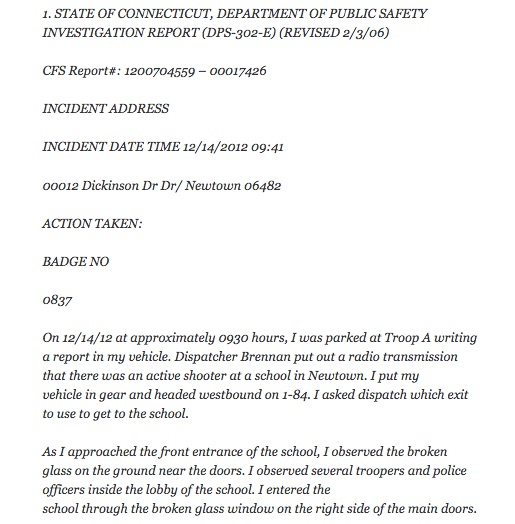 1. STATE OF CONNECTICUT, DEPARTMENT OF PUBLIC SAFETY
INVESTIGATION REPORT (DPS-302-E) (REVISED 2/3/06)
CFS Report#: 1200704559 – 00017426
INCIDENT ADDRESS
INCIDENT DATE TIME 12/14/2012 09:41
00012 Dickinson Dr Dr/ Newtown 06482
ACTION TAKEN:
BADGE NO
0837
On 12/14/12 at approximately 0930 hours, I was parked at Troop A writing
a report in my vehicle. Dispatcher Brennan put out a radio transmission
that there was an active shooter at a school in Newtown. I put my
vehicle in gear and headed westbound on 1-84. I asked dispatch which exit
to use to get to the school.
As I approached the front entrance of the school, I observed the broken
glass on the ground near the doors. I observed several troopers and police
officers inside the lobby of the school. I entered the
school through the broken glass window on the right side of the main doors.